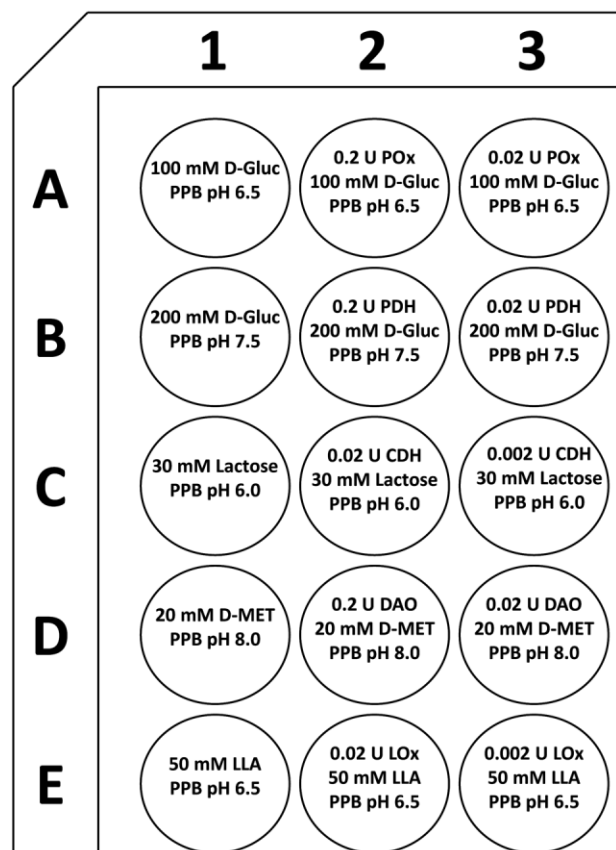 1 2 3
A
100 mM D-Gluc
PPB pH 6.5
0.2 U POx
100 mM D-Gluc
PPB pH 6.5
0.02 U POx
100 mM D-Gluc
PPB pH 6.5
B
200 mM D-Gluc
PPB pH 7.5
0.2 U PDH
200 mM D-Gluc
PPB pH 7.5
0.02 U PDH
200 mM D-Gluc
PPB pH 7.5
C
30 mM Lactose
PPB pH 6.0
0.02 U CDH
30 mM Lactose
PPB pH 6.0
0.002 U CDH
30 mM Lactose
PPB pH 6.0
D
20 mM D-MET
PPB pH 8.0
0.2 U DAO
20 mM D-MET
PPB pH 8.0
0.02 U DAO
20 mM D-MET
PPB pH 8.0
E
50 mM LLA
PPB pH 6.5
0.02 U LOx
50 mM LLA
PPB pH 6.5
0.002 U LOx
50 mM LLA
PPB pH 6.5